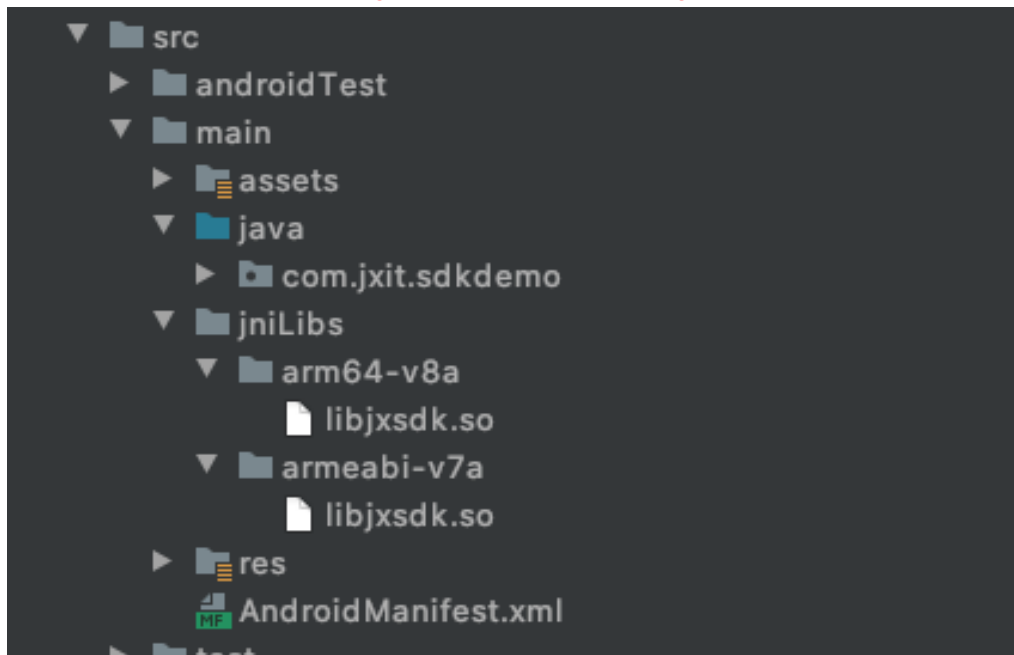 src
androidTest
main
assets
java
com.jxit.sdkdemo
jniLibs
arm64-v8a
libjxsdk.so
armeabi-v7a
libjxsdk.so
res
MF AndroidManifest.xml